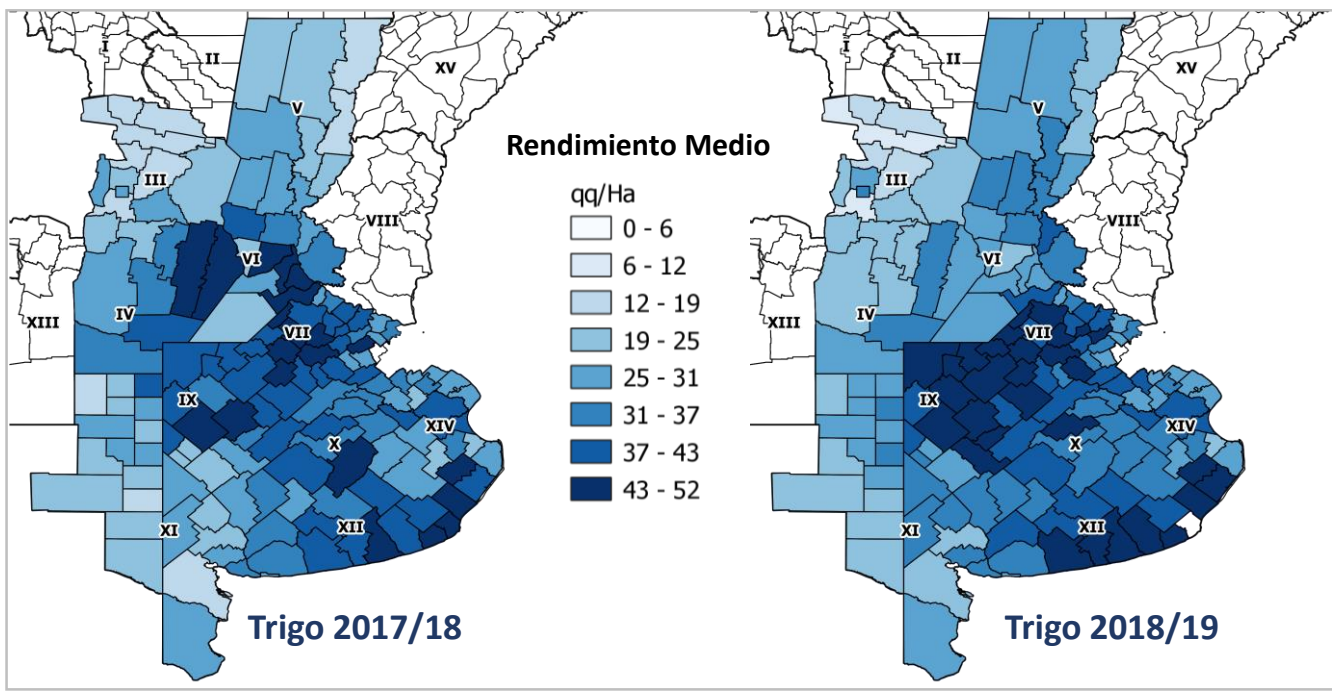 I
II
XV
V
III
VIII
VI
IV
XIII
VII
IX
XIV
X
XI
XII
Trigo 2017/18
Rendimiento Medio
qq/Ha
0 - 6
6 - 12
12 - 19
19 - 25
25 - 31
31 - 37
37 - 43
43 - 52
I
II
XV
V
III
VIII
VI
IV
XIII
VII
IX
XIV
X
XI
XII
Trigo 2018/19